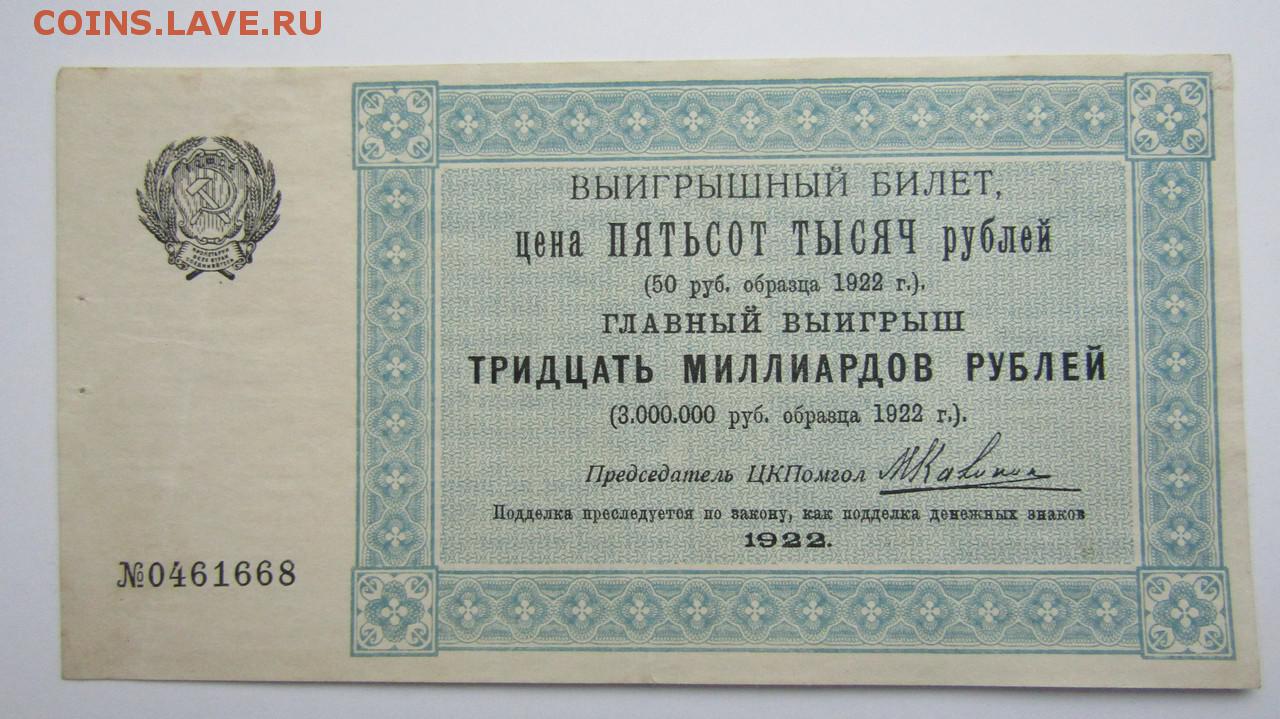 COINS.LAVE.RU
ВЫИГРЫШНЫЙ БИЛЕТ,
цена ПЯТЬСОТ ТЫСЯЧ рублей
(50 руб. образца 1922 г.).
ГЛАВНЫЙ ВЫИГРЫШ
ТРИДЦАТЬ МИЛЛИАРДОВ РУБЛЕЙ
(3.000.000 руб. образца 1922 г.).
Председатель ЦКПомгол
Подделка преследуется по закону, как подделка денежных знаков
1922.
№0461668